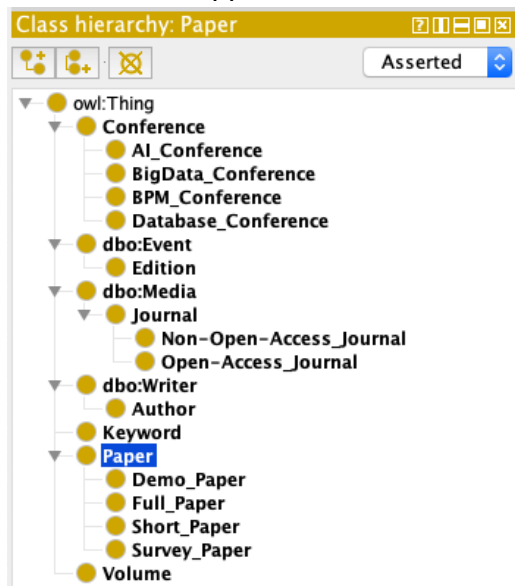 Class hierarchy: Paper
Asserted
owl:Thing
Conference
AI_Conference
BigData_Conference
BPM_Conference
Database_Conference
dbo:Event
Edition
dbo:Media
Journal
Non-Open-Access_Journal
Open-Access_Journal
dbo:Writer
Author
Keyword
Paper
Demo_Paper
Full_Paper
Short_Paper
Survey_Paper
Volume